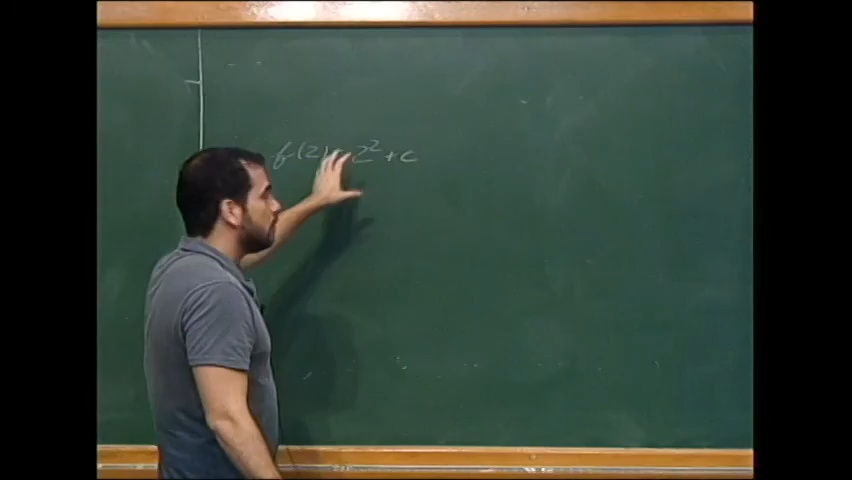 f(z) = z² + c